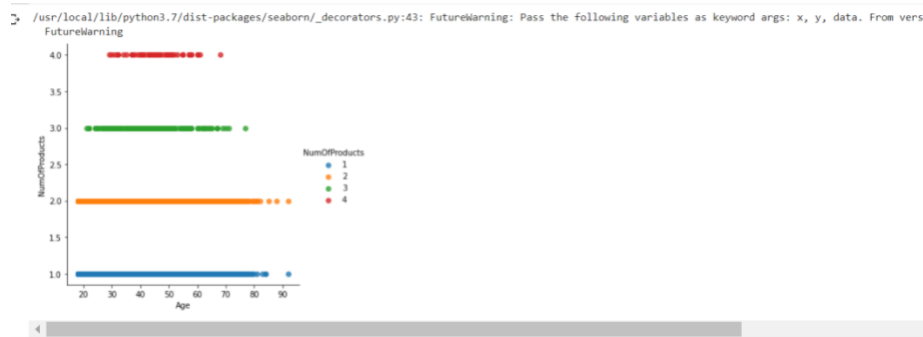 /usr/local/lib/python3.7/dist-packages/seaborn/_decorators.py:43: FutureWarning: Pass the following variables as keyword args: x, y, data. From vers
FutureWarning
4.0
3.5
3.0
2.5
2.0
1.5
1.0
NumOfProducts
20 30 40 50 60 70 80 90
Age
NumOfProducts
1
2
3
4